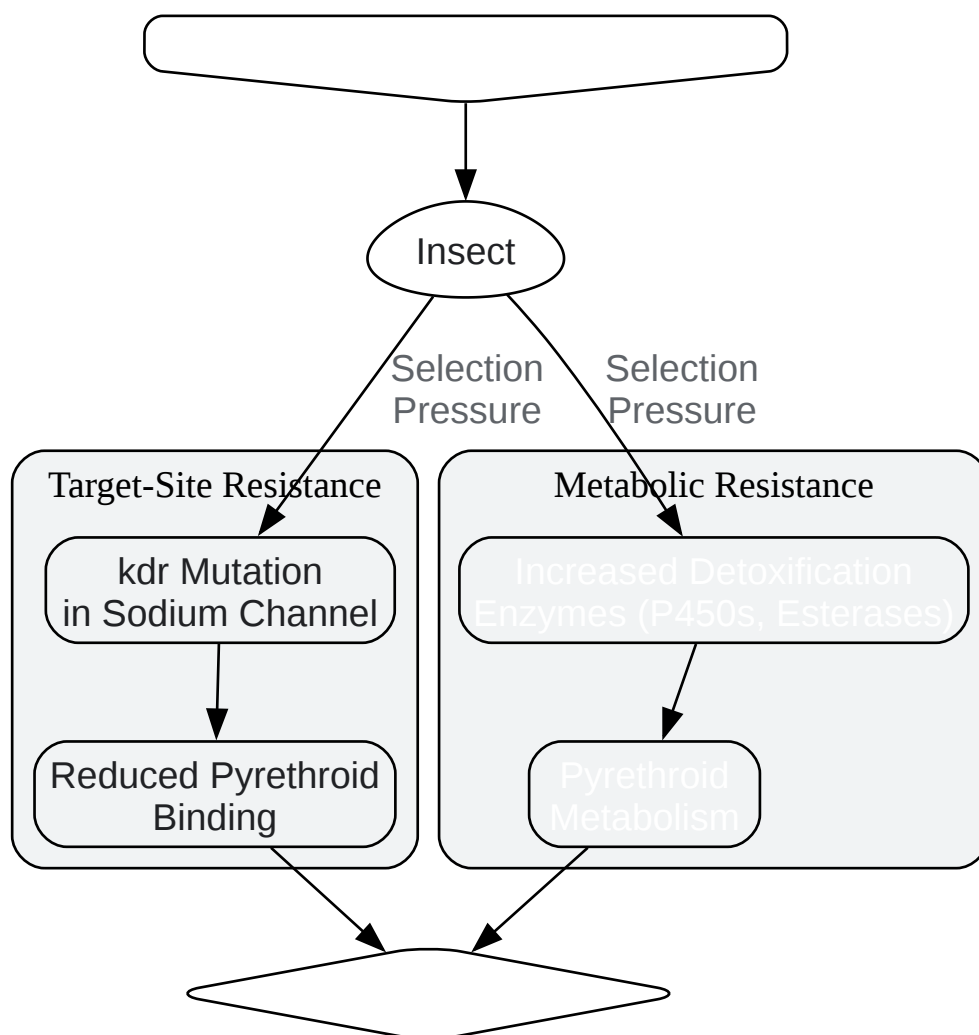 Insect
Selection
Pressure
Selection
Pressure
Target-Site Resistance
Metabolic Resistance
kdr Mutation
in Sodium Channel
Increased Detoxification
Enzymes (P450s, Esterases)
Reduced Pyrethroid
Binding
Pyrethroid
Metabolism